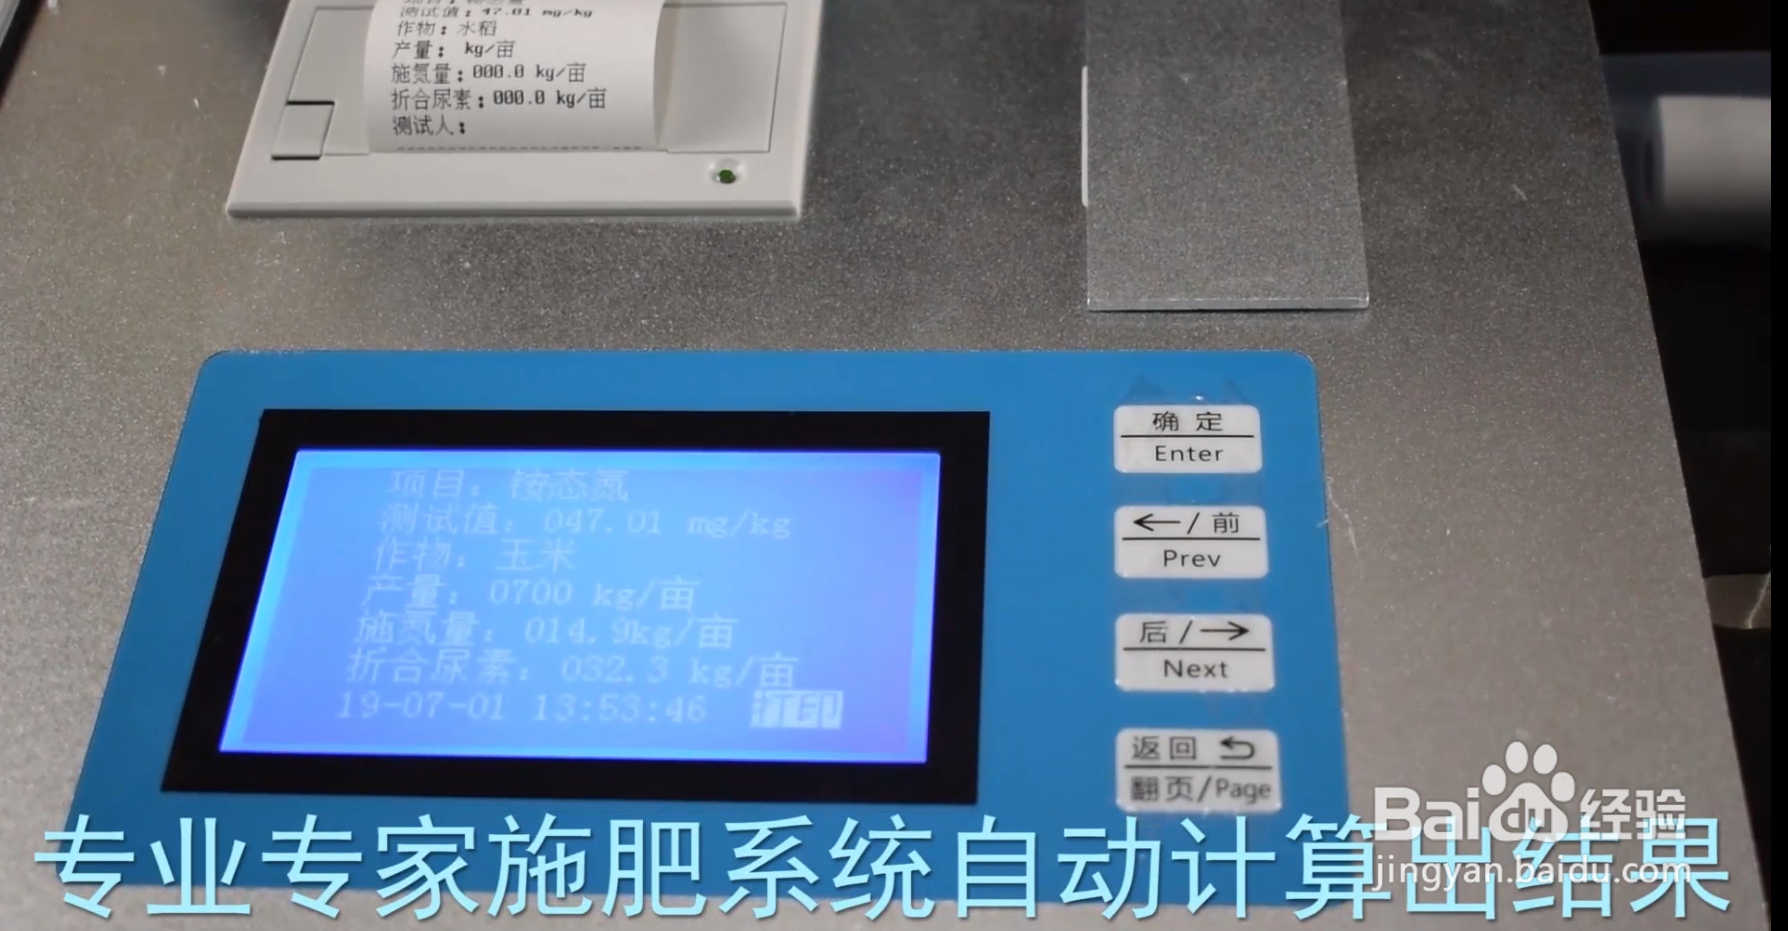 测试值：47.01 mg/kg
作物：水稻
产量： kg/亩
施氮量：000.0 kg/亩
折合尿素：000.0 kg/亩
测试人：
项目：铵态氮
测试值：047.01 mg/kg
作物：玉米
产量：0700 kg/亩
施氮量：014.9kg/亩
折合尿素：032.3 kg/亩
19-07-01 13:53:46 打印
确 定
Enter
←/前
Prev
后/→
Next
返回
翻页/Page
专业专家施肥系统自动计算出结果
Bai du 经验
jingyan.baidu.com